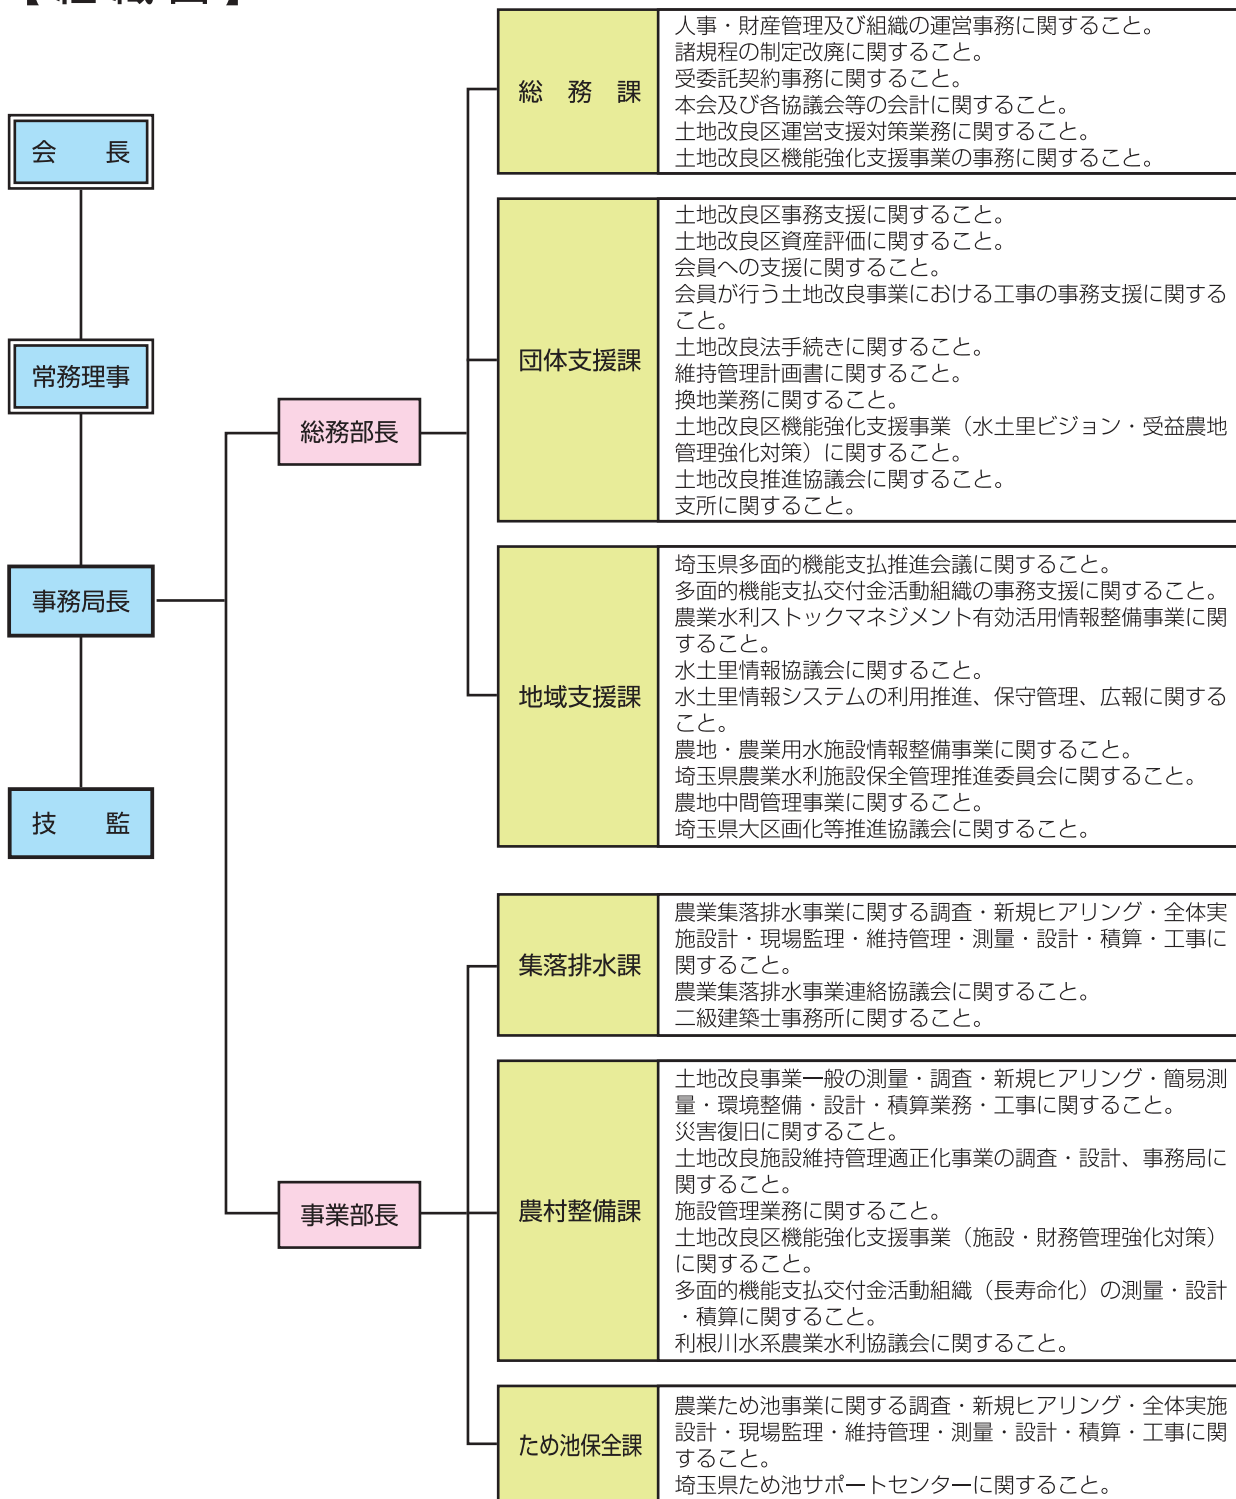 【組織図】
会　　長
常務理事
事務局長
技　　監
総務部長
事業部長
総　務　課
人事・財産管理及び組織の運営事務に関すること。
諸規程の制定改廃に関すること。
受委託契約事務に関すること。
本会及び各協議会等の会計に関すること。
土地改良区運営支援対策業務に関すること。
土地改良区機能強化支援事業の事務に関すること。
団体支援課
土地改良区事務支援に関すること。
土地改良区資産評価に関すること。
会員への支援に関すること。
会員が行う土地改良事業における工事の事務支援に関する
こと。
土地改良法手続きに関すること。
維持管理計画書に関すること。
換地業務に関すること。
土地改良区機能強化支援事業（水土里ビジョン・受益農地
管理強化対策）に関すること。
土地改良推進協議会に関すること。
支所に関すること。
地域支援課
埼玉県多面的機能支払推進会議に関すること。
多面的機能支払交付金活動組織の事務支援に関すること。
農業水利ストックマネジメント有効活用情報整備事業に関
すること。
水土里情報協議会に関すること。
水土里情報システムの利用推進、保守管理、広報に関する
こと。
農地・農業用水施設情報整備事業に関すること。
埼玉県農業水利施設保全管理推進委員会に関すること。
農地中間管理事業に関すること。
埼玉県大区画化等推進協議会に関すること。
集落排水課
農業集落排水事業に関する調査・新規ヒアリング・全体実
施設計・現場監理・維持管理・測量・設計・積算・工事に
関すること。
農業集落排水事業連絡協議会に関すること。
二級建築士事務所に関すること。
農村整備課
土地改良事業一般の測量・調査・新規ヒアリング・簡易測
量・環境整備・設計・積算業務・工事に関すること。
災害復旧に関すること。
土地改良施設維持管理適正化事業の調査・設計、事務局に
関すること。
施設管理業務に関すること。
土地改良区機能強化支援事業（施設・財務管理強化対策）
に関すること。
多面的機能支払交付金活動組織（長寿命化）の測量・設計
・積算に関すること。
利根川水系農業水利協議会に関すること。
ため池保全課
農業ため池事業に関する調査・新規ヒアリング・全体実施
設計・現場監理・維持管理・測量・設計・積算・工事に関
すること。
埼玉県ため池サポートセンターに関すること。